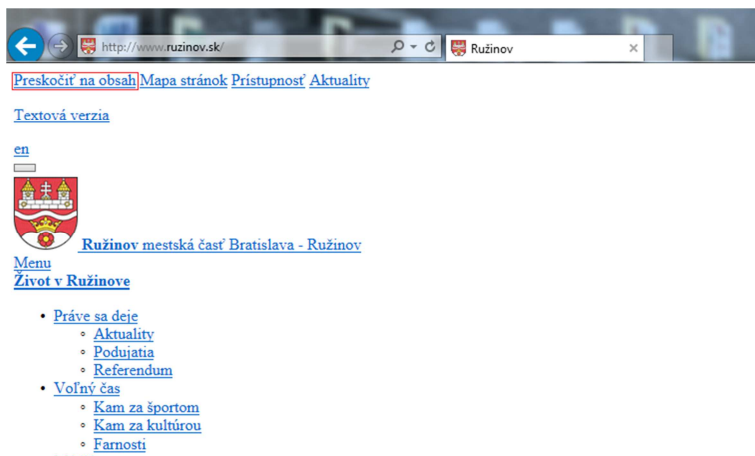 http://www.ruzinov.sk/
Ružinov
Preskočiť na obsah Mapa stránok Prístupnosť Aktuality
Textová verzia
en
Ružinov mestská časť Bratislava - Ružinov
Menu
Život v Ružinove
Práve sa deje
Aktuality
Podujatia
Referendum
Voľný čas
Kam za športom
Kam za kultúrou
Farnosti